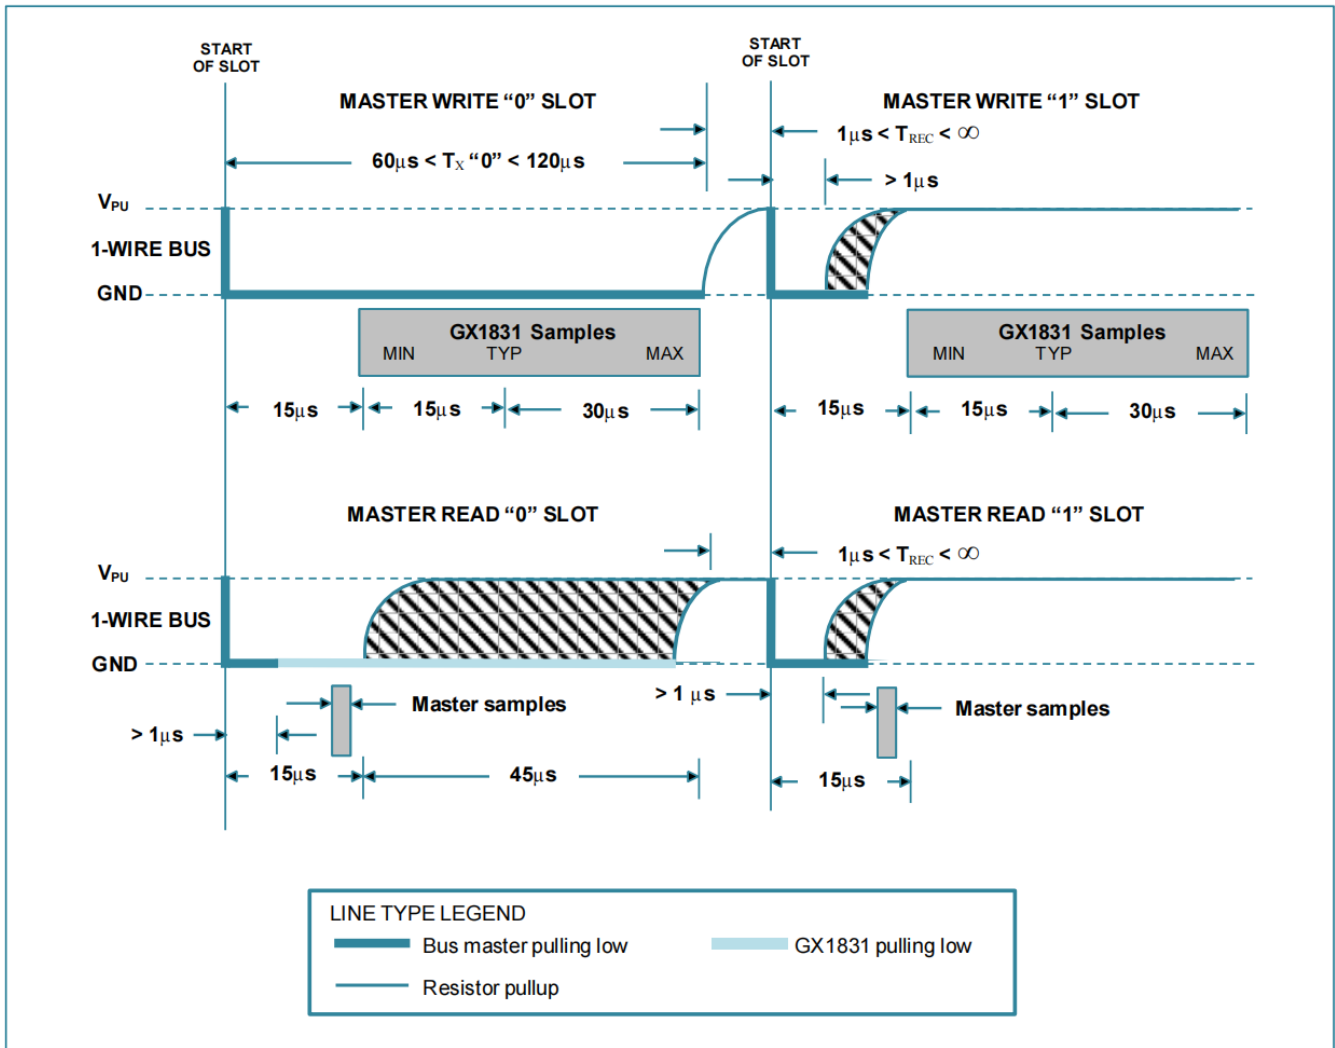 START
OF SLOT
START
OF SLOT
MASTER WRITE “0” SLOT
MASTER WRITE “1” SLOT
1µs < TREC < ∞
60µs < TX “0” < 120µs
> 1µs
VPU
1-WIRE BUS
GND
GX1831 Samples
MIN TYP MAX
GX1831 Samples
MIN TYP MAX
15µs 15µs 30µs
15µs 15µs 30µs
MASTER READ “0” SLOT
MASTER READ “1” SLOT
1µs < TREC < ∞
VPU
1-WIRE BUS
GND
> 1 µs
Master samples
Master samples
> 1µs
15µs 45µs
15µs
LINE TYPE LEGEND
Bus master pulling low
GX1831 pulling low
Resistor pullup